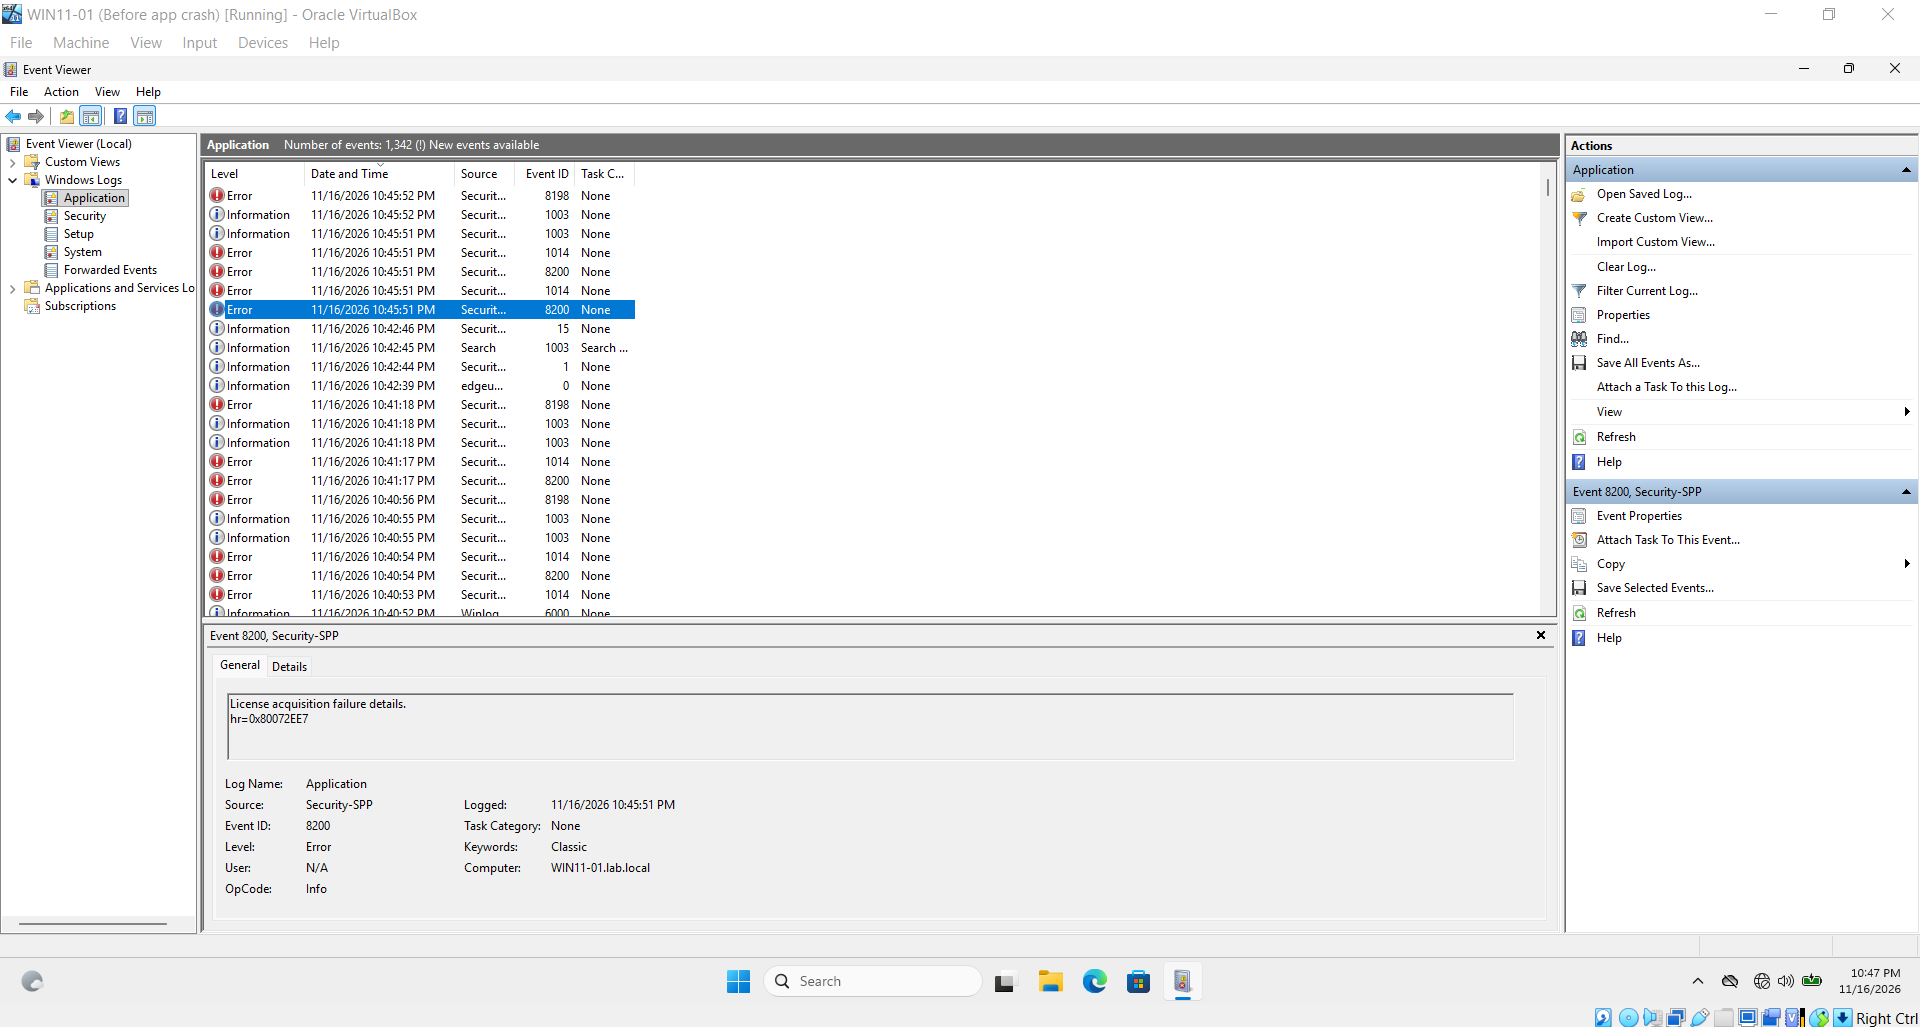 WIN11-01 (Before app crash) [Running] - Oracle VirtualBox
File Machine View Input Devices Help
Event Viewer
File Action View Help
Event Viewer (Local)
Custom Views
Windows Logs
Application
Security
Setup
System
Forwarded Events
Applications and Services Lo
Subscriptions
Application Number of events: 1,342 (!) New events available
Level Date and Time Source Event ID Task C...
Error 11/16/2026 10:45:52 PM Securit... 8198 None
Information 11/16/2026 10:45:52 PM Securit... 1003 None
Information 11/16/2026 10:45:51 PM Securit... 1003 None
Error 11/16/2026 10:45:51 PM Securit... 1014 None
Error 11/16/2026 10:45:51 PM Securit... 8200 None
Error 11/16/2026 10:45:51 PM Securit... 1014 None
Error 11/16/2026 10:45:51 PM Securit... 8200 None
Information 11/16/2026 10:42:46 PM Securit... 15 None
Information 11/16/2026 10:42:45 PM Search 1003 Search ...
Information 11/16/2026 10:42:44 PM Securit... 1 None
Information 11/16/2026 10:42:39 PM edgeu... 0 None
Error 11/16/2026 10:41:18 PM Securit... 8198 None
Information 11/16/2026 10:41:18 PM Securit... 1003 None
Information 11/16/2026 10:41:18 PM Securit... 1003 None
Error 11/16/2026 10:41:17 PM Securit... 1014 None
Error 11/16/2026 10:41:17 PM Securit... 8200 None
Error 11/16/2026 10:40:56 PM Securit... 8198 None
Information 11/16/2026 10:40:55 PM Securit... 1003 None
Information 11/16/2026 10:40:55 PM Securit... 1003 None
Error 11/16/2026 10:40:54 PM Securit... 1014 None
Error 11/16/2026 10:40:54 PM Securit... 8200 None
Error 11/16/2026 10:40:53 PM Securit... 1014 None
Information 11/16/2026 10:40:52 PM Winlog... 6000 None
Event 8200, Security-SPP
General Details
License acquisition failure details.
hr=0x80072EE7
Log Name: Application
Source: Security-SPP Logged: 11/16/2026 10:45:51 PM
Event ID: 8200 Task Category: None
Level: Error Keywords: Classic
User: N/A Computer: WIN11-01.lab.local
OpCode: Info
Actions
Application
Open Saved Log...
Create Custom View...
Import Custom View...
Clear Log...
Filter Current Log...
Properties
Find...
Save All Events As...
Attach a Task To this Log...
View
Refresh
Help
Event 8200, Security-SPP
Event Properties
Attach Task To This Event...
Copy
Save Selected Events...
Refresh
Help
Search
10:47 PM
11/16/2026
Right Ctrl